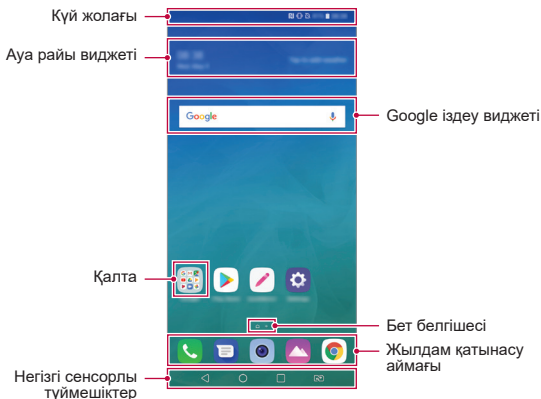 Күй жолағы
Ауа райы виджеті
Google
Google іздеу виджеті
Қалта
Бет белгішесі
Жылдам қатынасу
аймағы
Негізгі сенсорлы
түймешіктер